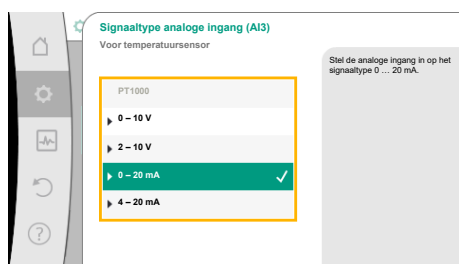 Signaaltype analoge ingang (AI3)
Voor temperatuursensor
Stel de analoge ingang in op het
signaaltype 0 … 20 mA.
PT1000
0 – 10 V
2 – 10 V
0 – 20 mA
4 – 20 mA
?